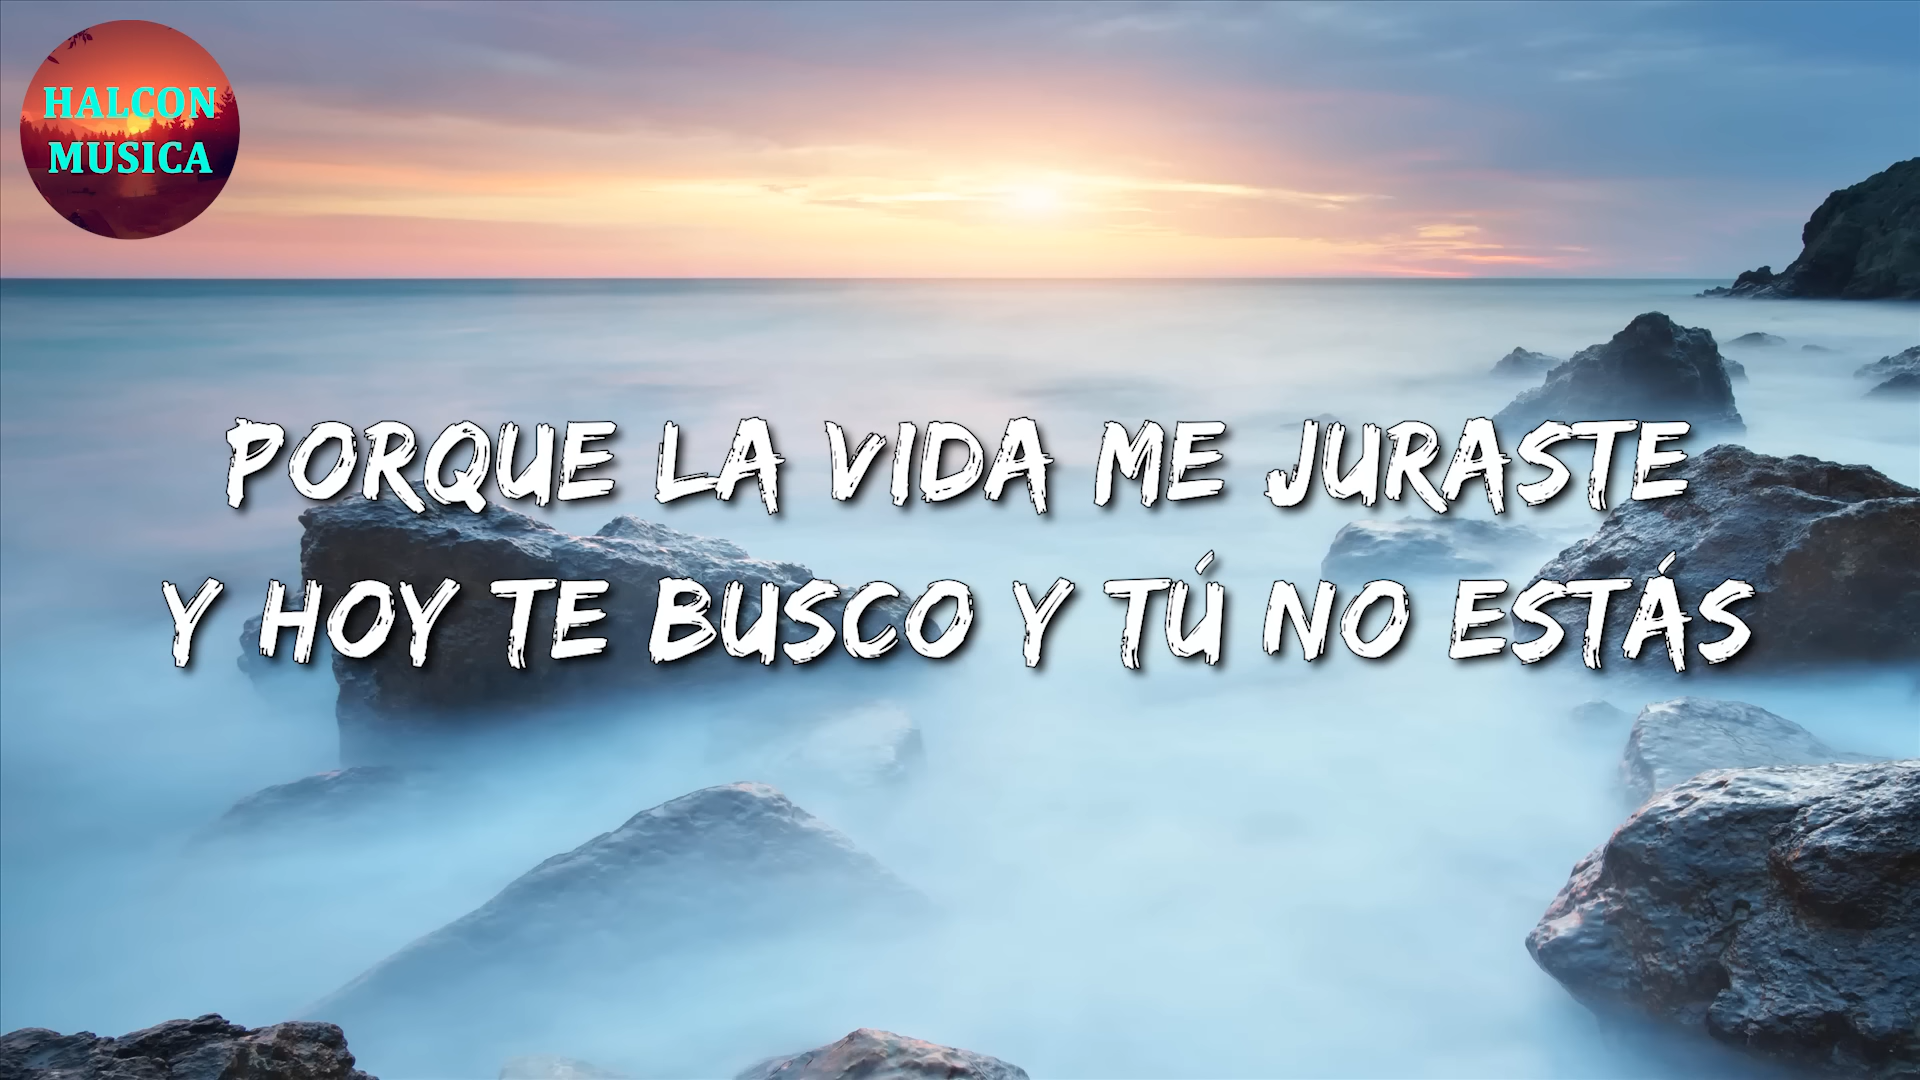 HALCON
MUSICA
PORQUE LA VIDA ME JURASTE
Y HOY TE BUSCO Y TÚ NO ESTÁS